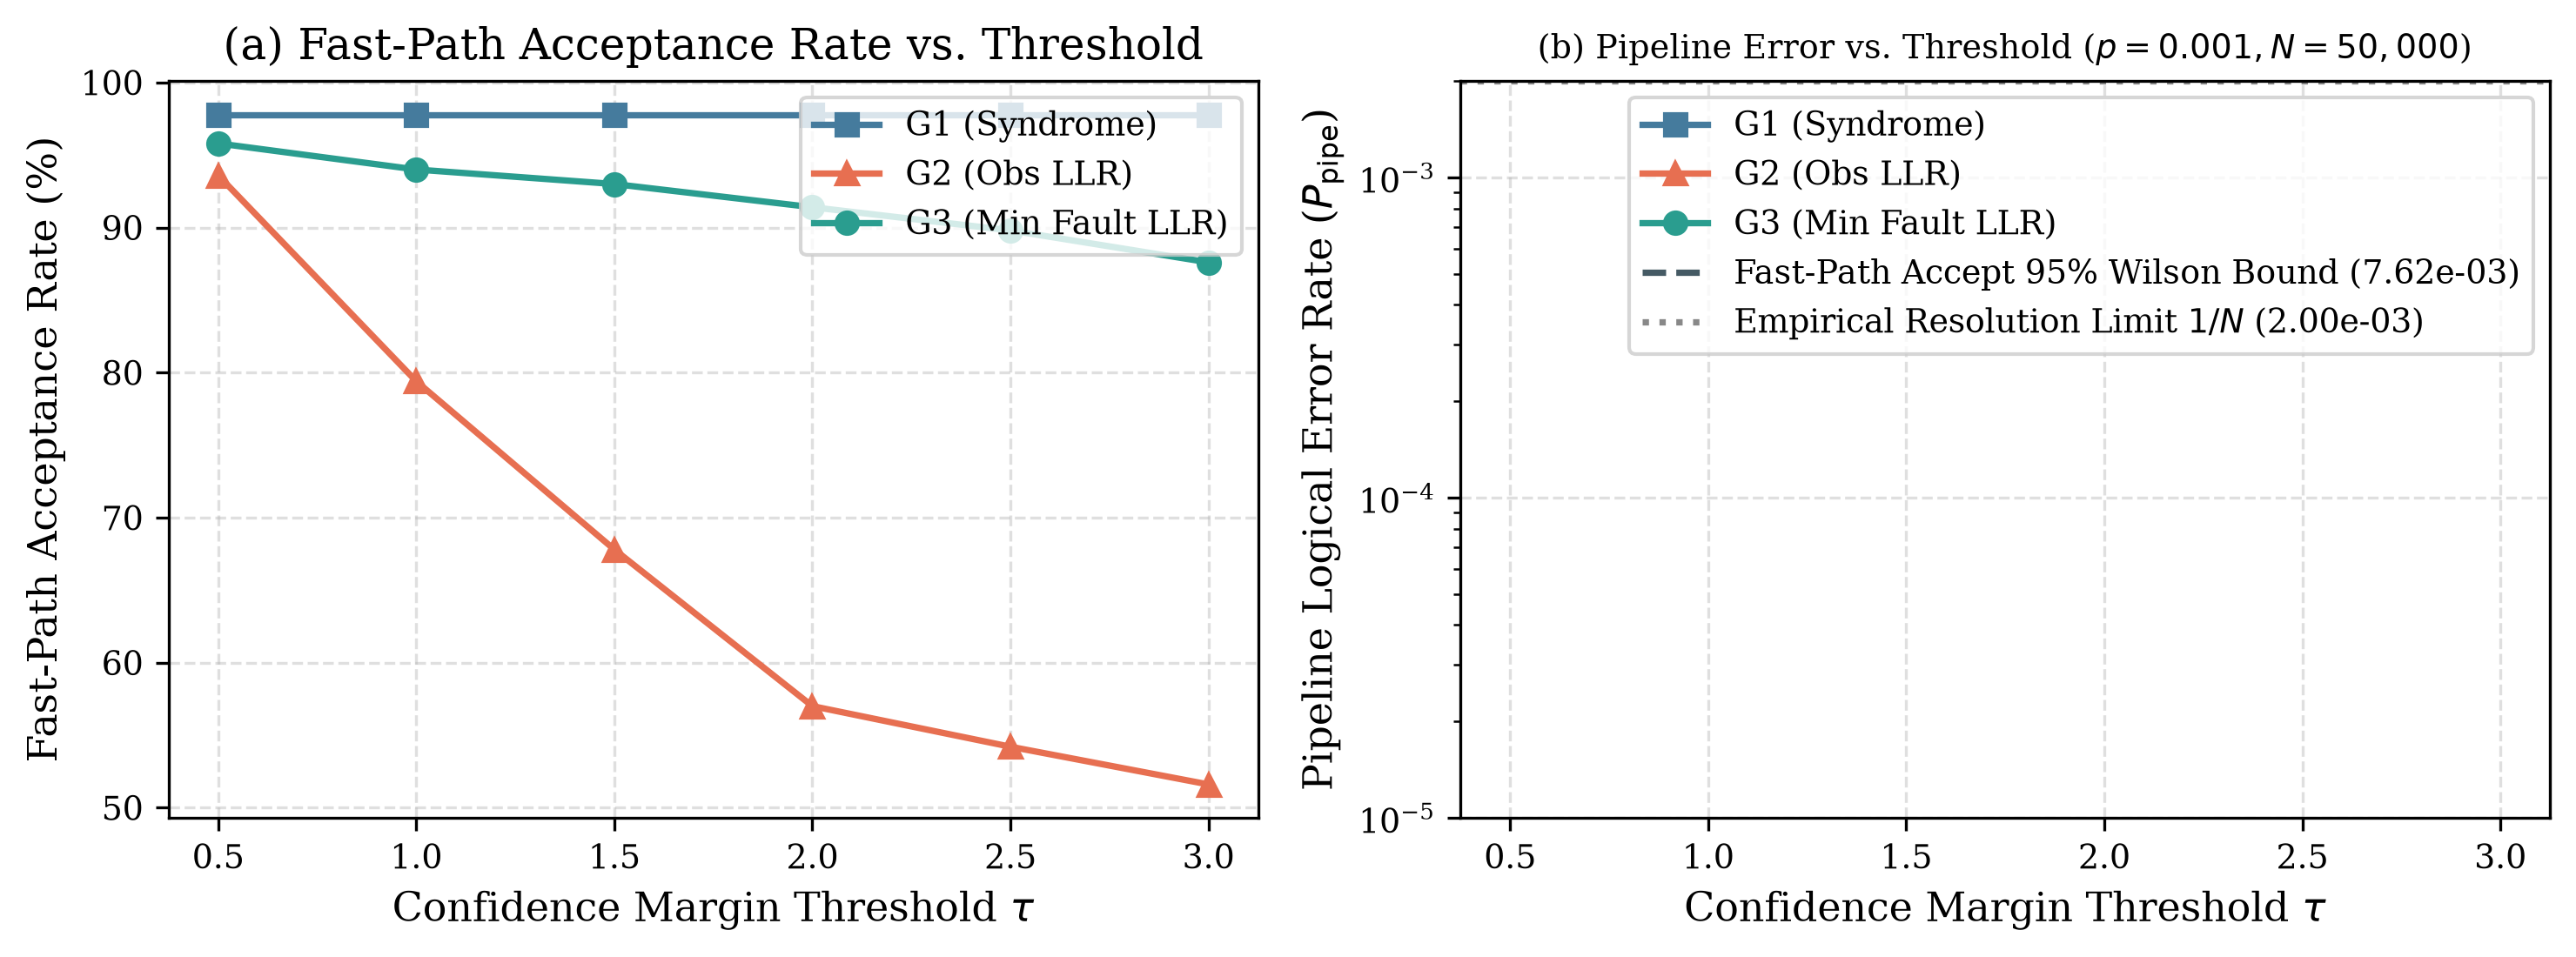 (a) Fast-Path Acceptance Rate vs. Threshold
Fast-Path Acceptance Rate (%)
100
90
80
70
60
50
G1 (Syndrome)
G2 (Obs LLR)
G3 (Min Fault LLR)
0.5 1.0 1.5 2.0 2.5 3.0
Confidence Margin Threshold τ
(b) Pipeline Error vs. Threshold (p = 0.001, N = 50,000)
Pipeline Logical Error Rate (P_pipe)
10⁻³
10⁻⁴
10⁻⁵
G1 (Syndrome)
G2 (Obs LLR)
G3 (Min Fault LLR)
Fast-Path Accept 95% Wilson Bound (7.62e-03)
Empirical Resolution Limit 1/N (2.00e-03)
0.5 1.0 1.5 2.0 2.5 3.0
Confidence Margin Threshold τ